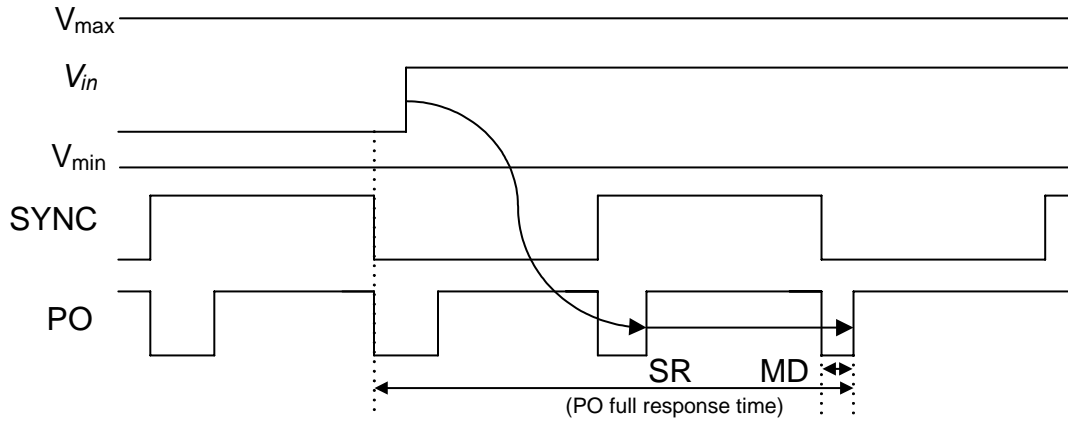 Vmax
Vin
Vmin
SYNC
PO
SR MD
(PO full response time)